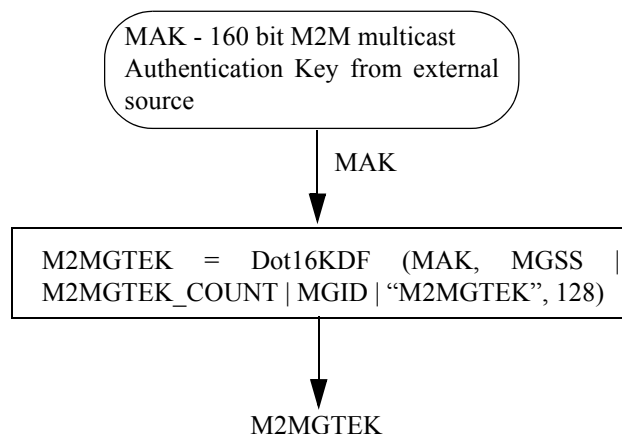 MAK - 160 bit M2M multicast
Authentication Key from external
source
MAK
M2MGTEK = Dot16KDF (MAK, MGSS |
M2MGTEK_COUNT | MGID | “M2MGTEK”, 128)
M2MGTEK